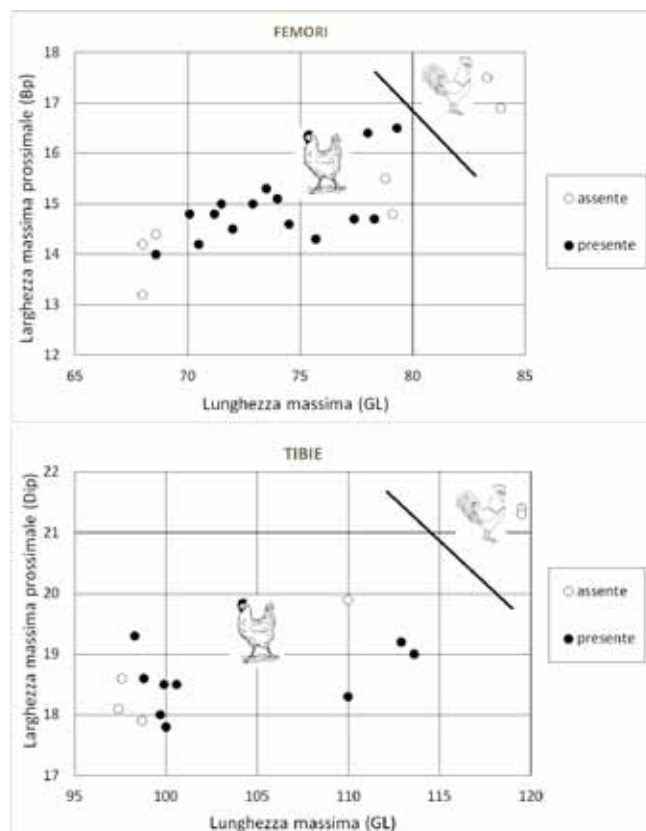 FEMORI
18
17
16
15
14
13
12
65 70 75 80 85
Larghezza massima prossimale (Bp)
Lunghezza massima (GL)
assente
presente
TIBIE
22
21
20
19
18
17
95 100 105 110 115 120
Larghezza massima prossimale (Dip)
Lunghezza massima (GL)
assente
presente